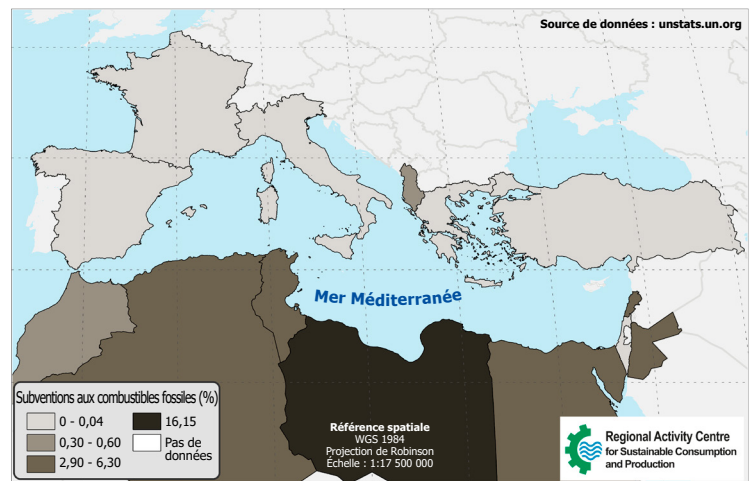 Source de données : unstats.un.org
Mer Méditerranée
Subventions aux combustibles fossiles (%)
0 - 0,04
16,15
0,30 - 0,60
Pas de
données
2,90 - 6,30
Référence spatiale
WGS 1984
Projection de Robinson
Échelle : 1:17 500 000
Regional Activity Centre
for Sustainable Consumption
and Production